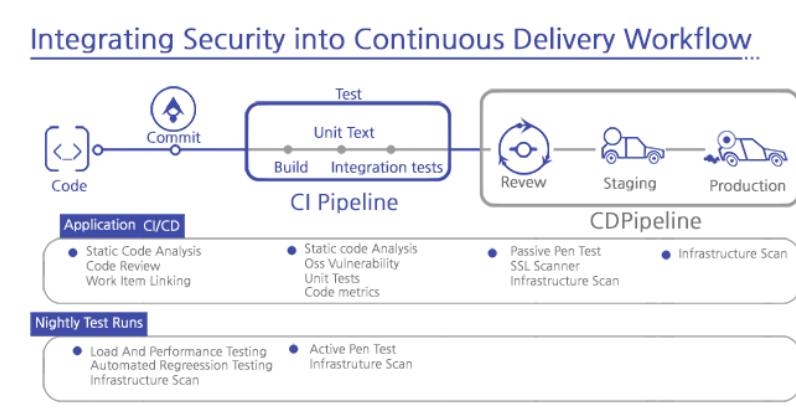 Integrating Security into Continuous Delivery Workflow
Test
Commit
Unit Text
Build
Integration tests
Code
Revew
Staging
Production
CI Pipeline
CDPipeline
Application CI/CD
Static Code Analysis
Code Review
Work Item Linking
Static code Analysis
Oss Vulnerability
Unit Tests
Code metrics
Passive Pen Test
SSL Scanner
Infrastructure Scan
Infrastructure Scan
Nightly Test Runs
Load And Performance Testing
Automated Regreession Testing
Infrastructure Scan
Active Pen Test
Infrastruture Scan